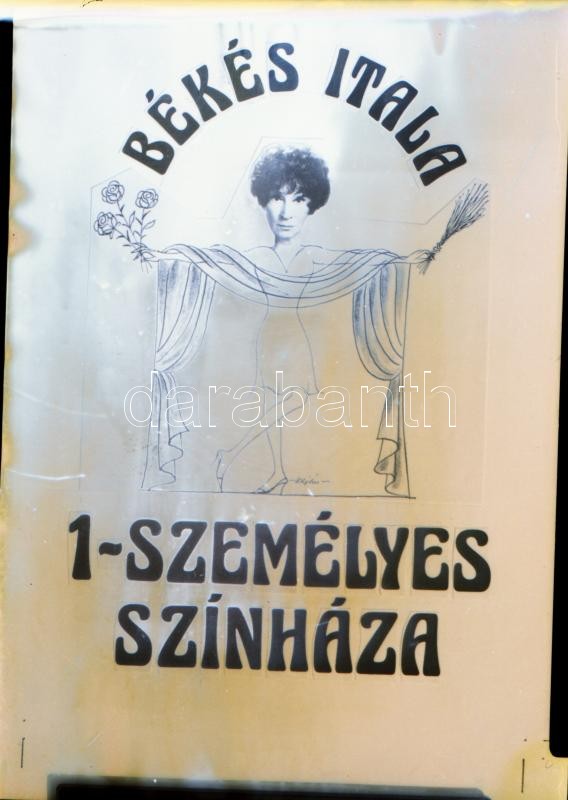 BÉKÉS ITALA
darabanth
1-SZEMÉLYES
SZÍNHÁZA